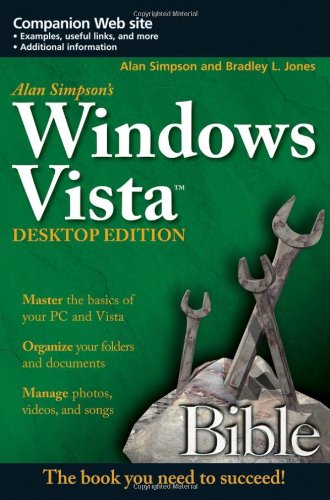 Companion Web site
• Examples, useful links, and more
• Additional information
Alan Simpson and Bradley L. Jones
Alan Simpson's
Windows
Vista™
DESKTOP EDITION
Master the basics of
your PC and Vista
Organize your folders
and documents
Manage photos,
videos, and songs
Bible
The book you need to succeed!